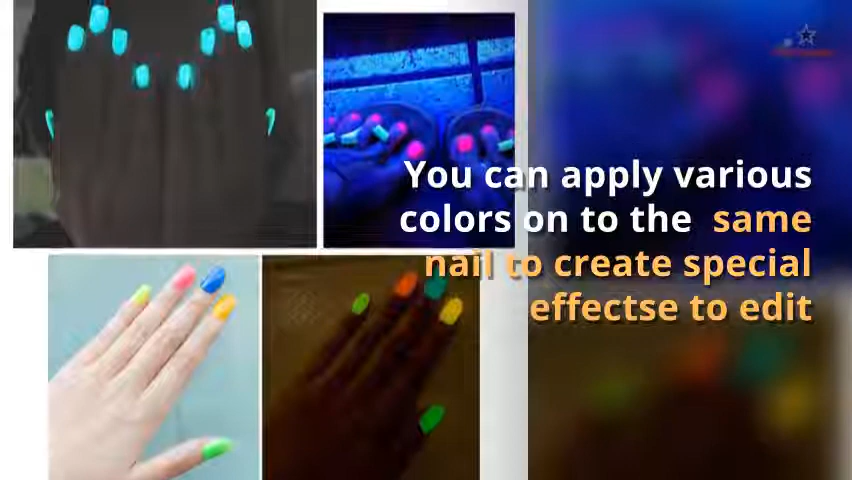 You can apply various
colors on to the same
nail to create special
effectse to edit